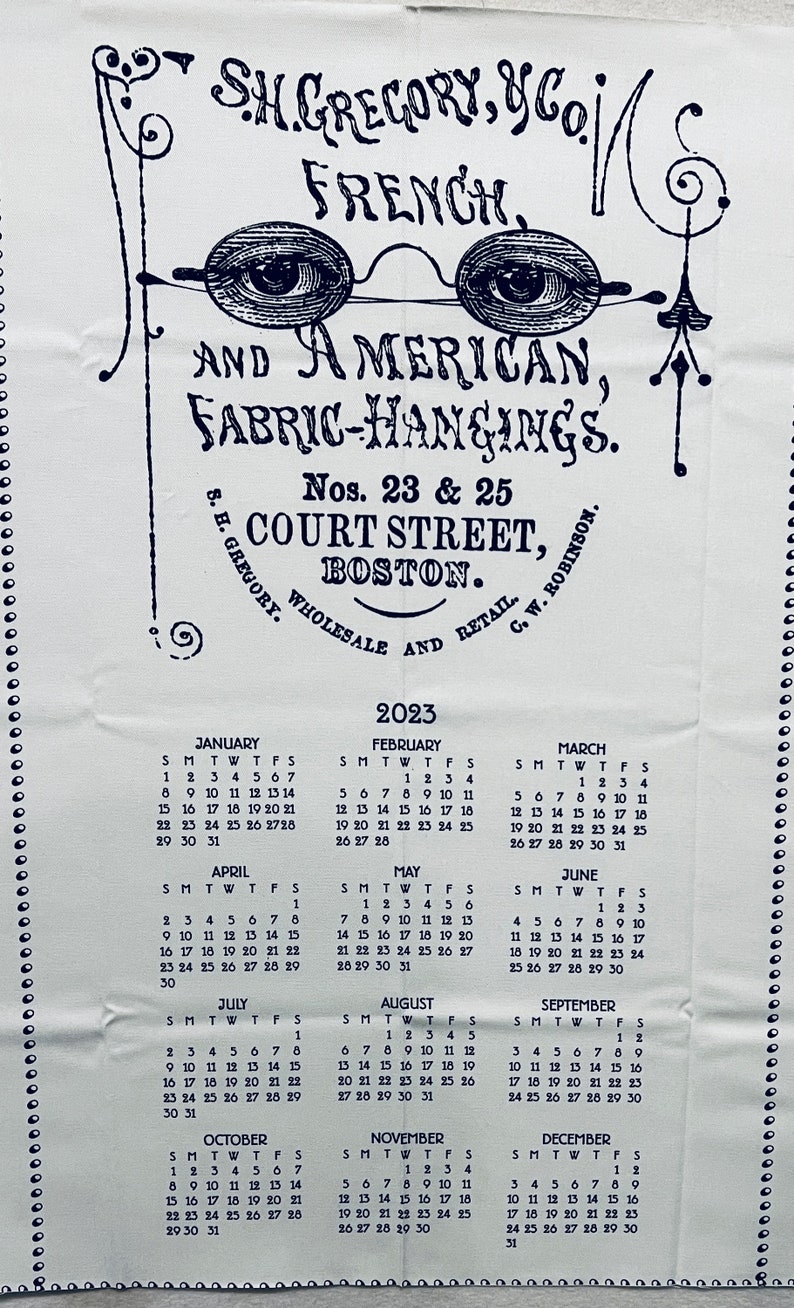 S.H. GREGORY, & CO.
FRENCH,
AND AMERICAN,
FABRIC-HANGINGS.
Nos. 23 & 25
COURT STREET,
BOSTON.
S. H. GREGORY.
WHOLESALE AND RETAIL.
C. W. ROBINSON.
2023
JANUARY
S M T W T F S
1 2 3 4 5 6 7
8 9 10 11 12 13 14
15 16 17 18 19 20 21
22 23 24 25 26 27 28
29 30 31
FEBRUARY
S M T W T F S
1 2 3 4
5 6 7 8 9 10 11
12 13 14 15 16 17 18
19 20 21 22 23 24 25
26 27 28
MARCH
S M T W T F S
1 2 3 4
5 6 7 8 9 10 11
12 13 14 15 16 17 18
19 20 21 22 23 24 25
26 27 28 29 30 31
APRIL
S M T W T F S
1
2 3 4 5 6 7 8
9 10 11 12 13 14 15
16 17 18 19 20 21 22
23 24 25 26 27 28 29
30
MAY
S M T W T F S
1 2 3 4 5 6
7 8 9 10 11 12 13
14 15 16 17 18 19 20
21 22 23 24 25 26 27
28 29 30 31
JUNE
S M T W T F S
1 2 3
4 5 6 7 8 9 10
11 12 13 14 15 16 17
18 19 20 21 22 23 24
25 26 27 28 29 30
JULY
S M T W T F S
1
2 3 4 5 6 7 8
9 10 11 12 13 14 15
16 17 18 19 20 21 22
23 24 25 26 27 28 29
30 31
AUGUST
S M T W T F S
1 2 3 4 5
6 7 8 9 10 11 12
13 14 15 16 17 18 19
20 21 22 23 24 25 26
27 28 29 30 31
SEPTEMBER
S M T W T F S
1 2
3 4 5 6 7 8 9
10 11 12 13 14 15 16
17 18 19 20 21 22 23
24 25 26 27 28 29 30
OCTOBER
S M T W T F S
1 2 3 4 5 6 7
8 9 10 11 12 13 14
15 16 17 18 19 20 21
22 23 24 25 26 27 28
29 30 31
NOVEMBER
S M T W T F S
1 2 3 4
5 6 7 8 9 10 11
12 13 14 15 16 17 18
19 20 21 22 23 24 25
26 27 28 29 30
DECEMBER
S M T W T F S
1 2
3 4 5 6 7 8 9
10 11 12 13 14 15 16
17 18 19 20 21 22 23
24 25 26 27 28 29 30
31